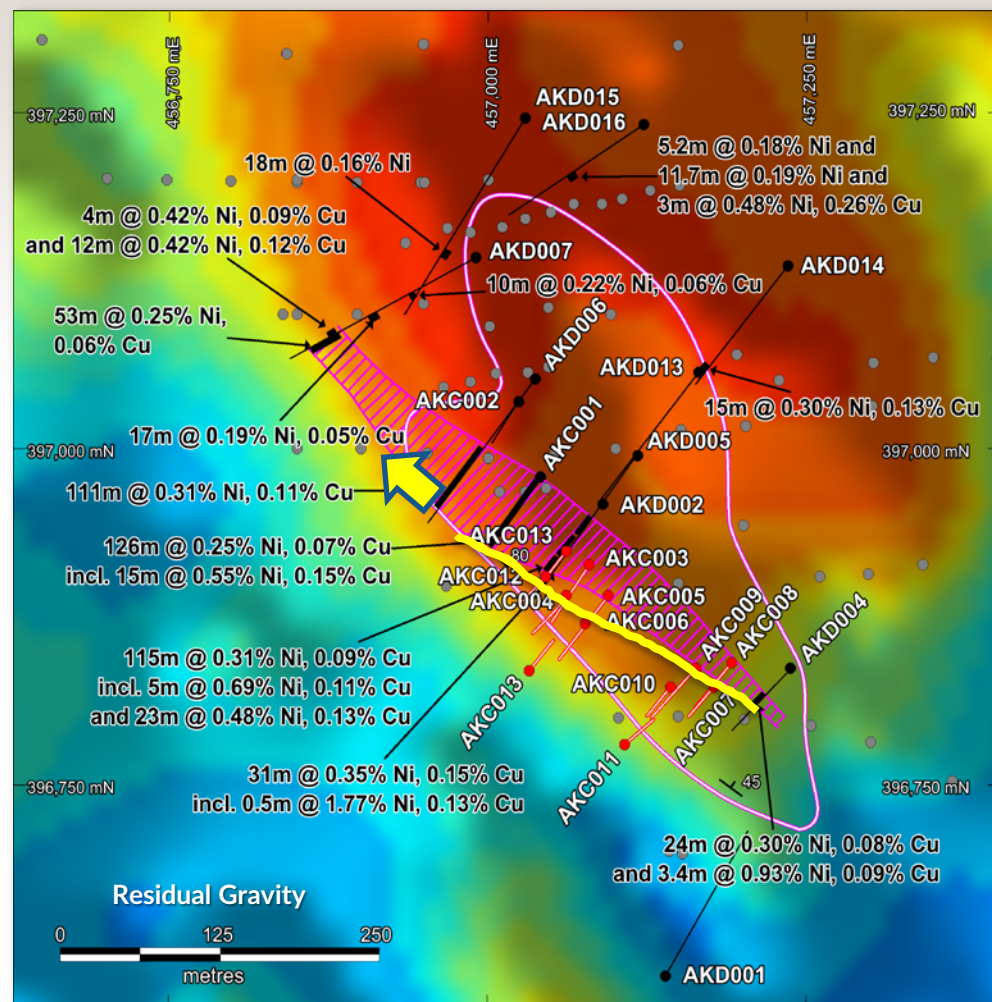 456,750 mE
457,000 mE
457,250 mE
397,250 mN
397,250 mN
AKD015
AKD016
5.2m @ 0.18% Ni and
11.7m @ 0.19% Ni and
3m @ 0.48% Ni, 0.26% Cu
18m @ 0.16% Ni
4m @ 0.42% Ni, 0.09% Cu
and 12m @ 0.42% Ni, 0.12% Cu
AKD007
AKD014
10m @ 0.22% Ni, 0.06% Cu
53m @ 0.25% Ni,
0.06% Cu
AKD006
AKD013
AKC002
15m @ 0.30% Ni, 0.13% Cu
AKC001
17m @ 0.19% Ni, 0.05% Cu
397,000 mN
397,000 mN
AKD005
111m @ 0.31% Ni, 0.11% Cu
AKD002
126m @ 0.25% Ni, 0.07% Cu
incl. 15m @ 0.55% Ni, 0.15% Cu
AKC013
80
AKC003
AKC012
AKC004
AKC005
AKC006
AKC009
AKC008
AKD004
115m @ 0.31% Ni, 0.09% Cu
incl. 5m @ 0.69% Ni, 0.11% Cu
and 23m @ 0.48% Ni, 0.13% Cu
AKC013
AKC010
AKC007
AKC011
45
31m @ 0.35% Ni, 0.15% Cu
incl. 0.5m @ 1.77% Ni, 0.13% Cu
396,750 mN
396,750 mN
24m @ 0.30% Ni, 0.08% Cu
and 3.4m @ 0.93% Ni, 0.09% Cu
Residual Gravity
0 125 250
metres
AKD001